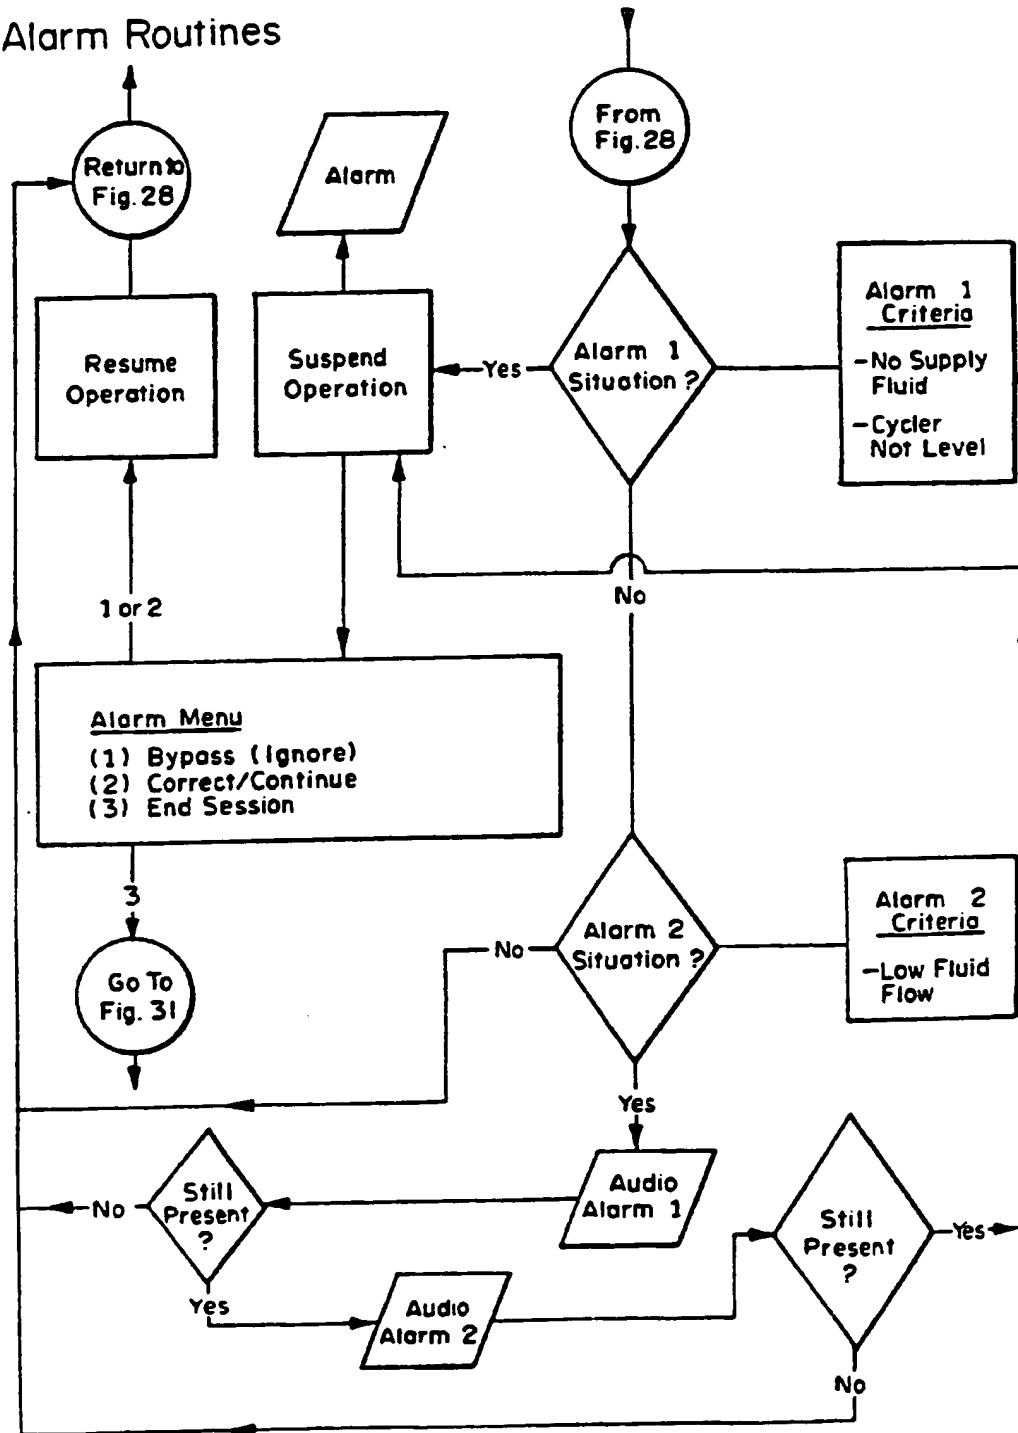 Alarm Routines
From
Fig.28
Return to
Fig.28
Alarm
Alarm 1
Criteria
-No Supply
Fluid
-Cycler
Not Level
Resume
Operation
Suspend
Operation
Yes
Alarm 1
Situation ?
No
1 or 2
Alarm Menu
(1) Bypass (Ignore)
(2) Correct/Continue
(3) End Session
3
Go To
Fig. 31
No
Alarm 2
Situation ?
Alarm 2
Criteria
-Low Fluid
Flow
Yes
Audio
Alarm 1
No
Still
Present
?
Yes
Audio
Alarm 2
Still
Present
?
Yes
No